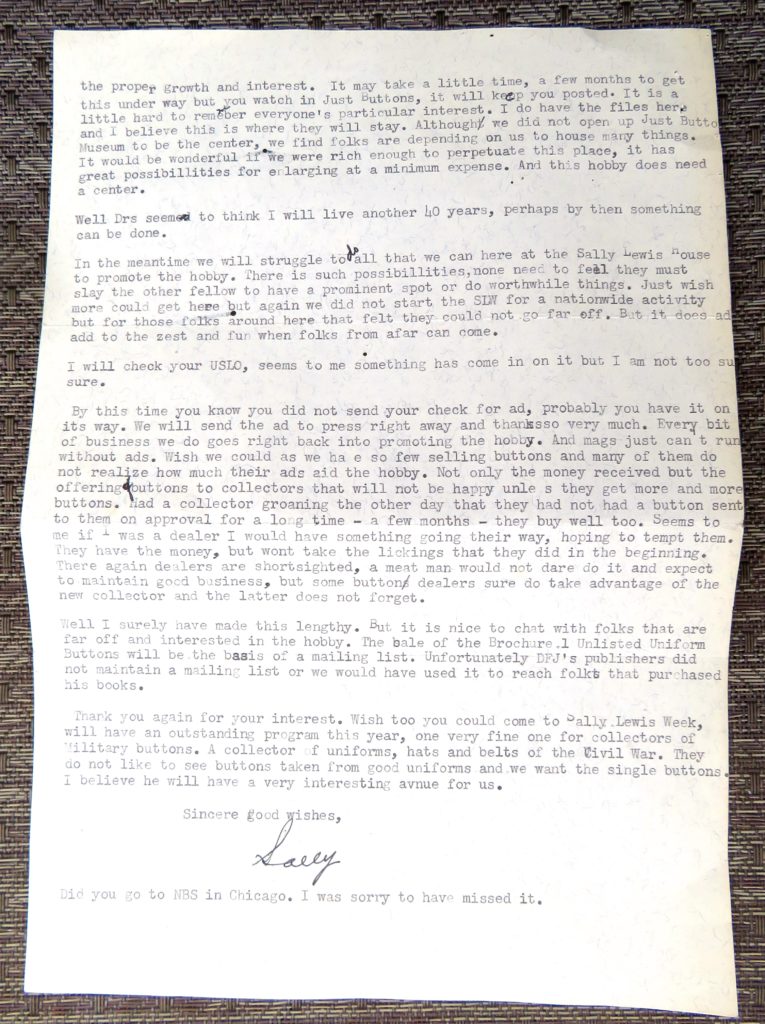 the proper growth and interest. It may take a little time, a few months to get
this under way but you watch in Just Buttons, it will keep you posted. It is a
little hard to remeber everyone's particular interest. I do have the files here
and I believe this is where they will stay. Although we did not open up Just Butto
Museum to be the center, we find folks are depending on us to house many things.
It would be wonderful if we were rich enough to perpetuate this place, it has
great possibillities for enlarging at a minimum expense. And this hobby does need
a center.
Well Drs seemed to think I will live another 40 years, perhaps by then something
can be done.
In the meantime we will struggle to do all that we can here at the Sally Lewis House
to promote the hobby. There is such possibillities,none need to feel they must
slay the other fellow to have a prominent spot or do worthwhile things. Just wish
more could get here but again we did not start the SLW for a nationwide activity
but for those folks around here that felt they could not go far off. But it does ad
add to the zest and fun when folks from afar can come.
I will check your USLO, seems to me something has come in on it but I am not too su
sure.
By this time you know you did not send your check for ad, probably you have it on
its way. We will send the ad to press right away and thanksso very much. Every bit
of business we do goes right back into promoting the hobby. And mags just can't run
without ads. Wish we could as we ha e so few selling buttons and many of them do
not realize how much their ads aid the hobby. Not only the money received but the
offering of buttons to collectors that will not be happy unle s they get more and more
buttons. Had a collector groaning the other day that they had not had a button sent
to them on approval for a long time - a few months - they buy well too. Seems to
me if I was a dealer I would have something going their way, hoping to tempt them.
They have the money, but wont take the lickings that they did in the beginning.
There again dealers are shortsighted, a meat man would not dare do it and expect
to maintain good business, but some button dealers sure do take advantage of the
new collector and the latter does not forget.
Well I surely have made this lengthy. But it is nice to chat with folks that are
far off and interested in the hobby. The sale of the Brochure 1 Unlisted Uniform
Buttons will be the basis of a mailing list. Unfortunately DFJ's publishers did
not maintain a mailing list or we would have used it to reach folks that purchased
his books.
Thank you again for your interest. Wish too you could come to Sally Lewis Week,
will have an outstanding program this year, one very fine one for collectors of
Military buttons. A collector of uniforms, hats and belts of the Civil War. They
do not like to see buttons taken from good uniforms and we want the single buttons.
I believe he will have a very interesting avnue for us.
Sincere good wishes,
Sally
Did you go to NBS in Chicago. I was sorry to have missed it.